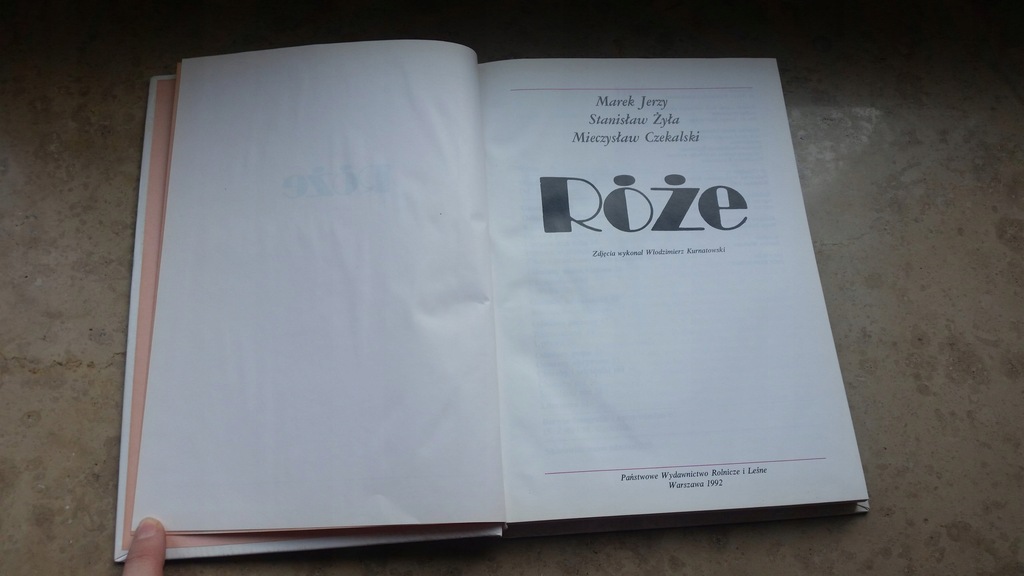 Marek Jerzy
Stanisław Żyła
Mieczysław Czekalski
Róże
Zdjęcia wykonał Włodzimierz Kurnatowski
Państwowe Wydawnictwo Rolnicze i Leśne
Warszawa 1992